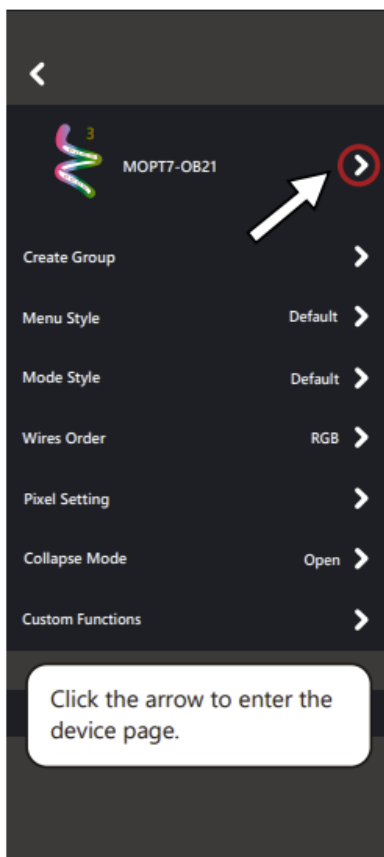 3
MOPT7-OB21
Create Group
Menu Style Default
Mode Style Default
Wires Order RGB
Pixel Setting
Collapse Mode Open
Custom Functions
Click the arrow to enter the
device page.